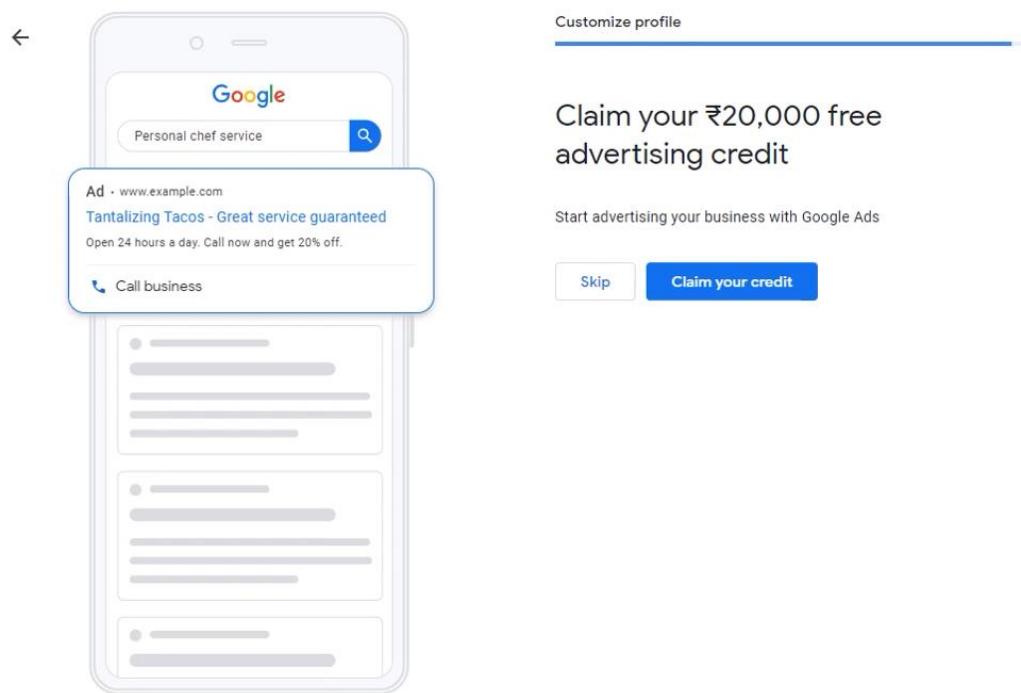 Customize profile
Google
Personal chef service
Ad · www.example.com
Tantalizing Tacos - Great service guaranteed
Open 24 hours a day. Call now and get 20% off.
Call business
Claim your ₹20,000 free
advertising credit
Start advertising your business with Google Ads
Skip
Claim your credit